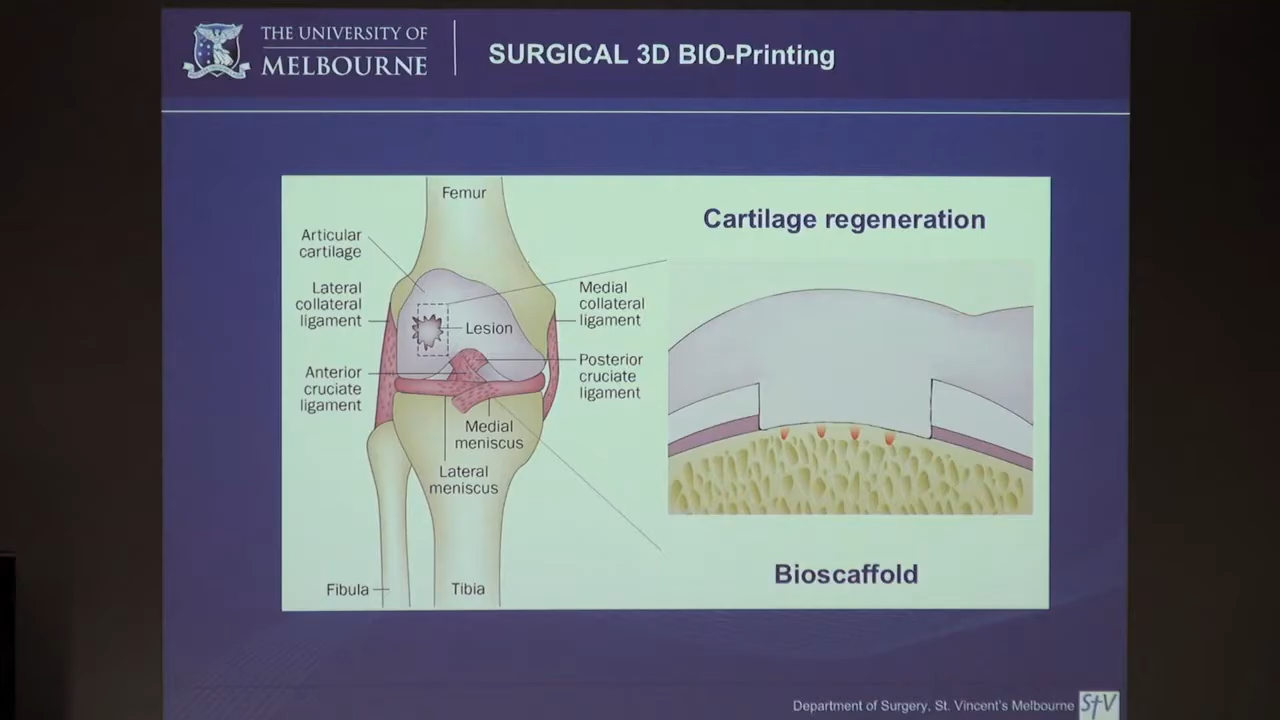 THE UNIVERSITY OF
MELBOURNE
SURGICAL 3D BIO-Printing
Femur
Articular
cartilage
Lateral
collateral
ligament
Lesion
Medial
collateral
ligament
Anterior
cruciate
ligament
Posterior
cruciate
ligament
Medial
meniscus
Lateral
meniscus
Fibula
Tibia
Cartilage regeneration
Bioscaffold
Department of Surgery, St. Vincent's Melbourne
StV